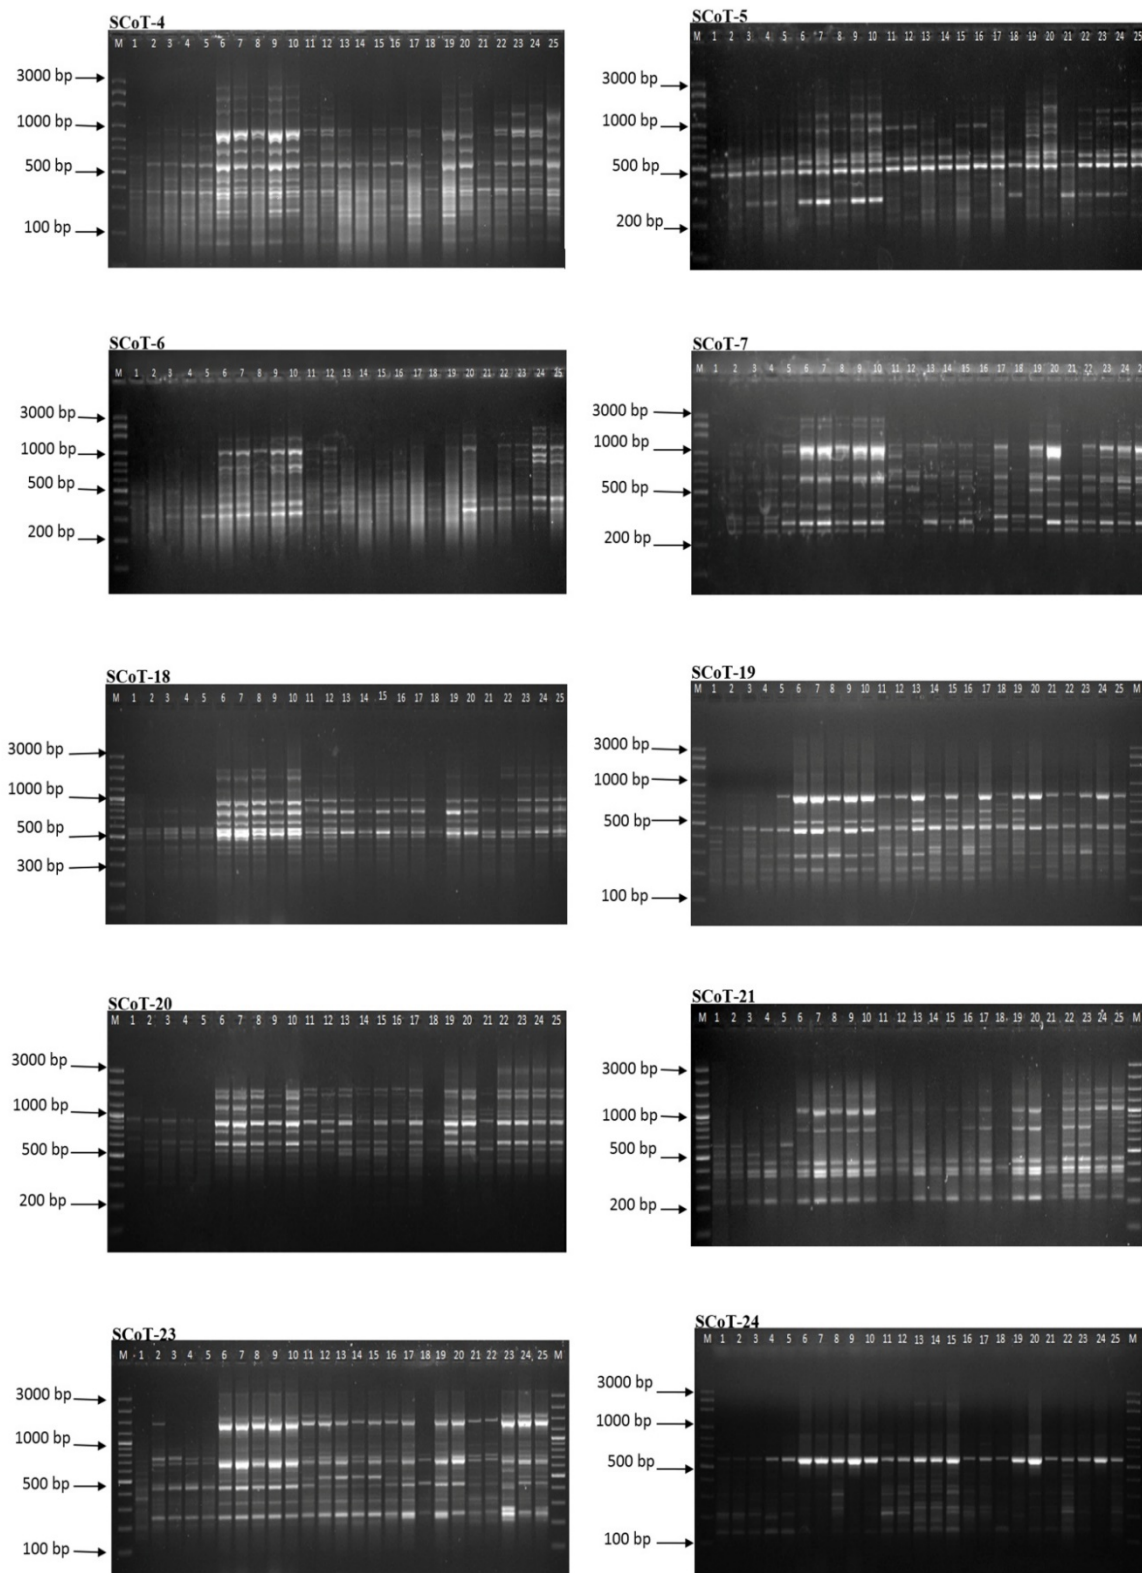 SCoT-4
M 1 2 3 4 5 6 7 8 9 10 11 12 13 14 15 16 17 18 19 20 21 22 23 24 25
3000 bp
1000 bp
500 bp
100 bp
SCoT-5
M 1 2 3 4 5 6 7 8 9 10 11 12 13 14 15 16 17 18 19 20 21 22 23 24 25
3000 bp
1000 bp
500 bp
200 bp
SCoT-6
M 1 2 3 4 5 6 7 8 9 10 11 12 13 14 15 16 17 18 19 20 21 22 23 24 25
3000 bp
1000 bp
500 bp
200 bp
SCoT-7
M 1 2 3 4 5 6 7 8 9 10 11 12 13 14 15 16 17 18 19 20 21 22 23 24
3000 bp
1000 bp
500 bp
200 bp
SCoT-18
M 1 2 3 4 5 6 7 8 9 10 11 12 13 14 15 16 17 18 19 20 21 22 23 24 25
3000 bp
1000 bp
500 bp
300 bp
SCoT-19
M 1 2 3 4 5 6 7 8 9 10 11 12 13 14 15 16 17 18 19 20 21 22 23 24 25 M
3000 bp
1000 bp
500 bp
100 bp
SCoT-20
M 1 2 3 4 5 6 7 8 9 10 11 12 13 14 15 16 17 18 19 20 21 22 23 24 25
3000 bp
1000 bp
500 bp
200 bp
SCoT-21
M 1 2 3 4 5 6 7 8 9 10 11 12 13 14 15 16 17 18 19 20 21 22 23 24 25 M
3000 bp
1000 bp
500 bp
200 bp
SCoT-23
M 1 2 3 4 5 6 7 8 9 10 11 12 13 14 15 16 17 18 19 20 21 22 23 24 25 M
3000 bp
1000 bp
500 bp
100 bp
SCoT-24
M 1 2 3 4 5 6 7 8 9 10 11 12 13 14 15 16 17 18 19 20 21 22 23 24 25 M
3000 bp
1000 bp
500 bp
100 bp